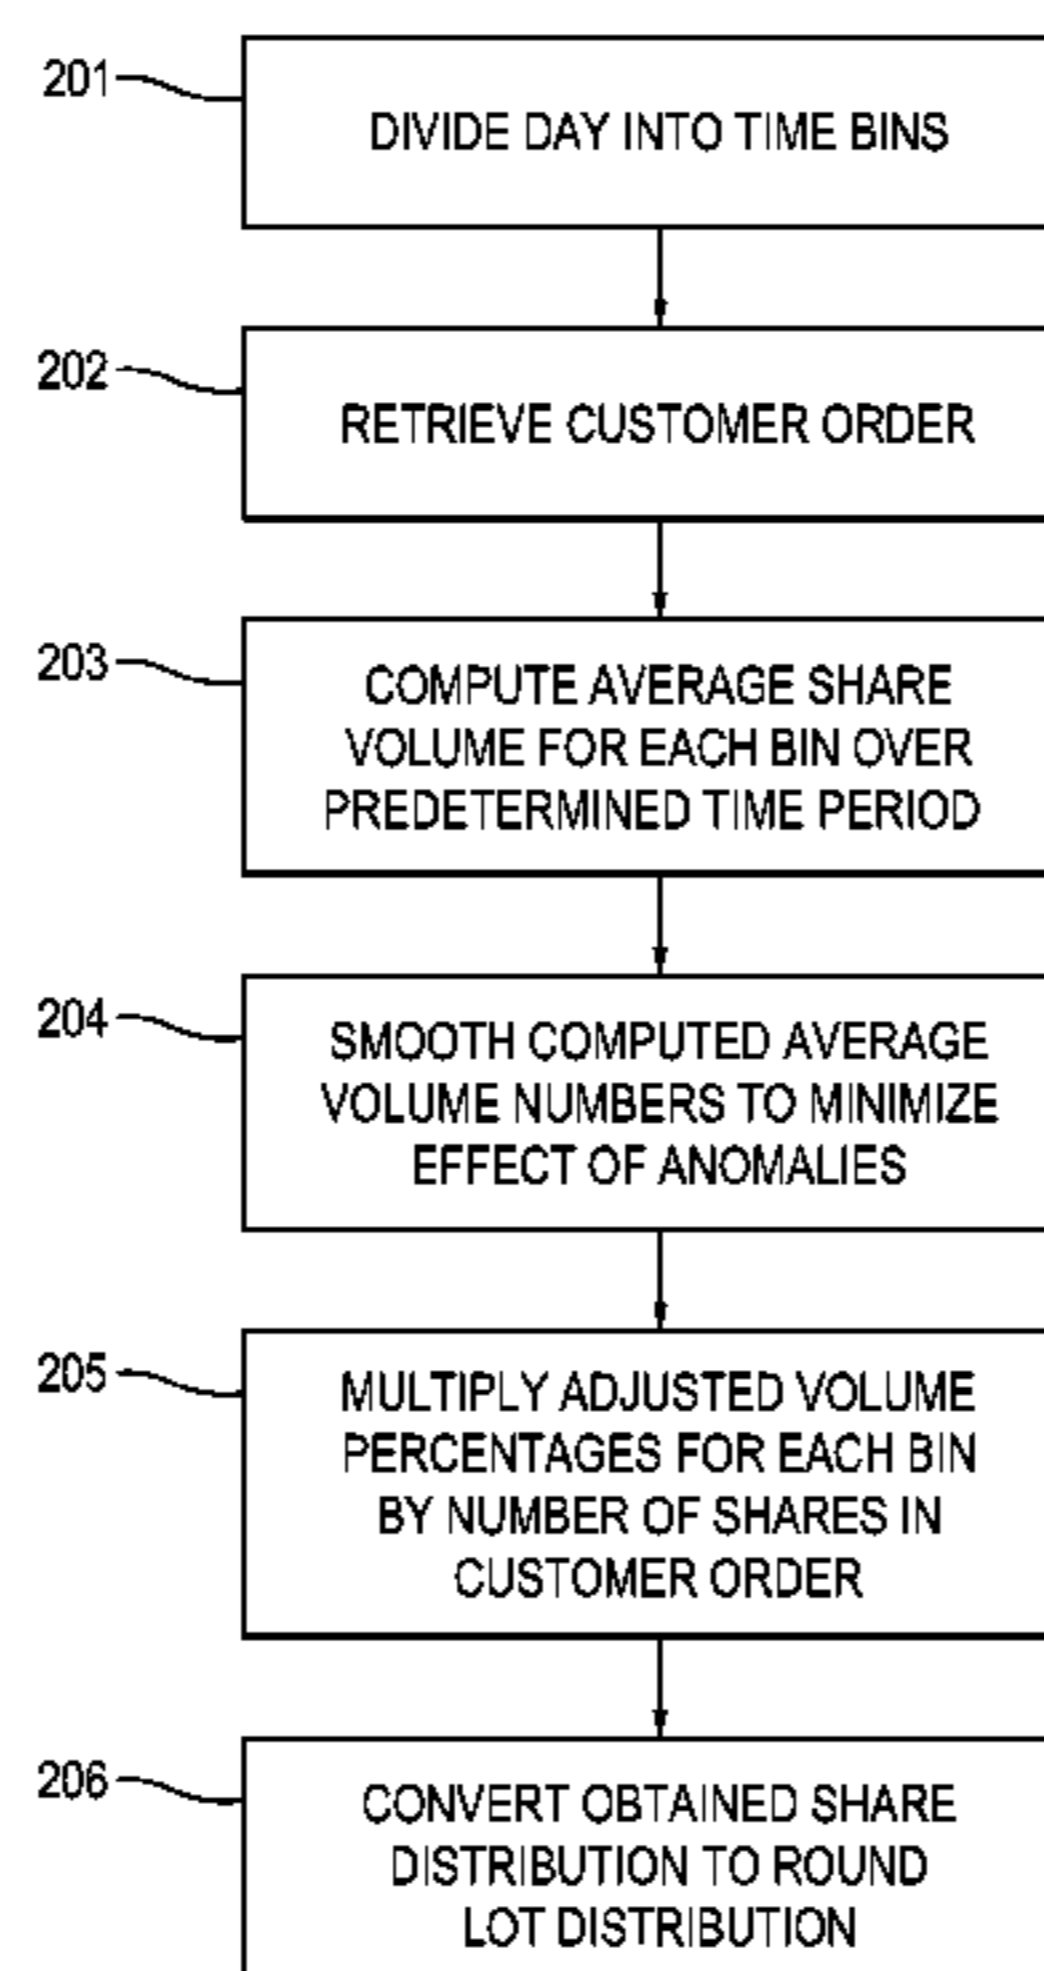 201
DIVIDE DAY INTO TIME BINS
202
RETRIEVE CUSTOMER ORDER
203
COMPUTE AVERAGE SHARE
VOLUME FOR EACH BIN OVER
PREDETERMINED TIME PERIOD
204
SMOOTH COMPUTED AVERAGE
VOLUME NUMBERS TO MINIMIZE
EFFECT OF ANOMALIES
205
MULTIPLY ADJUSTED VOLUME
PERCENTAGES FOR EACH BIN
BY NUMBER OF SHARES IN
CUSTOMER ORDER
206
CONVERT OBTAINED SHARE
DISTRIBUTION TO ROUND
LOT DISTRIBUTION